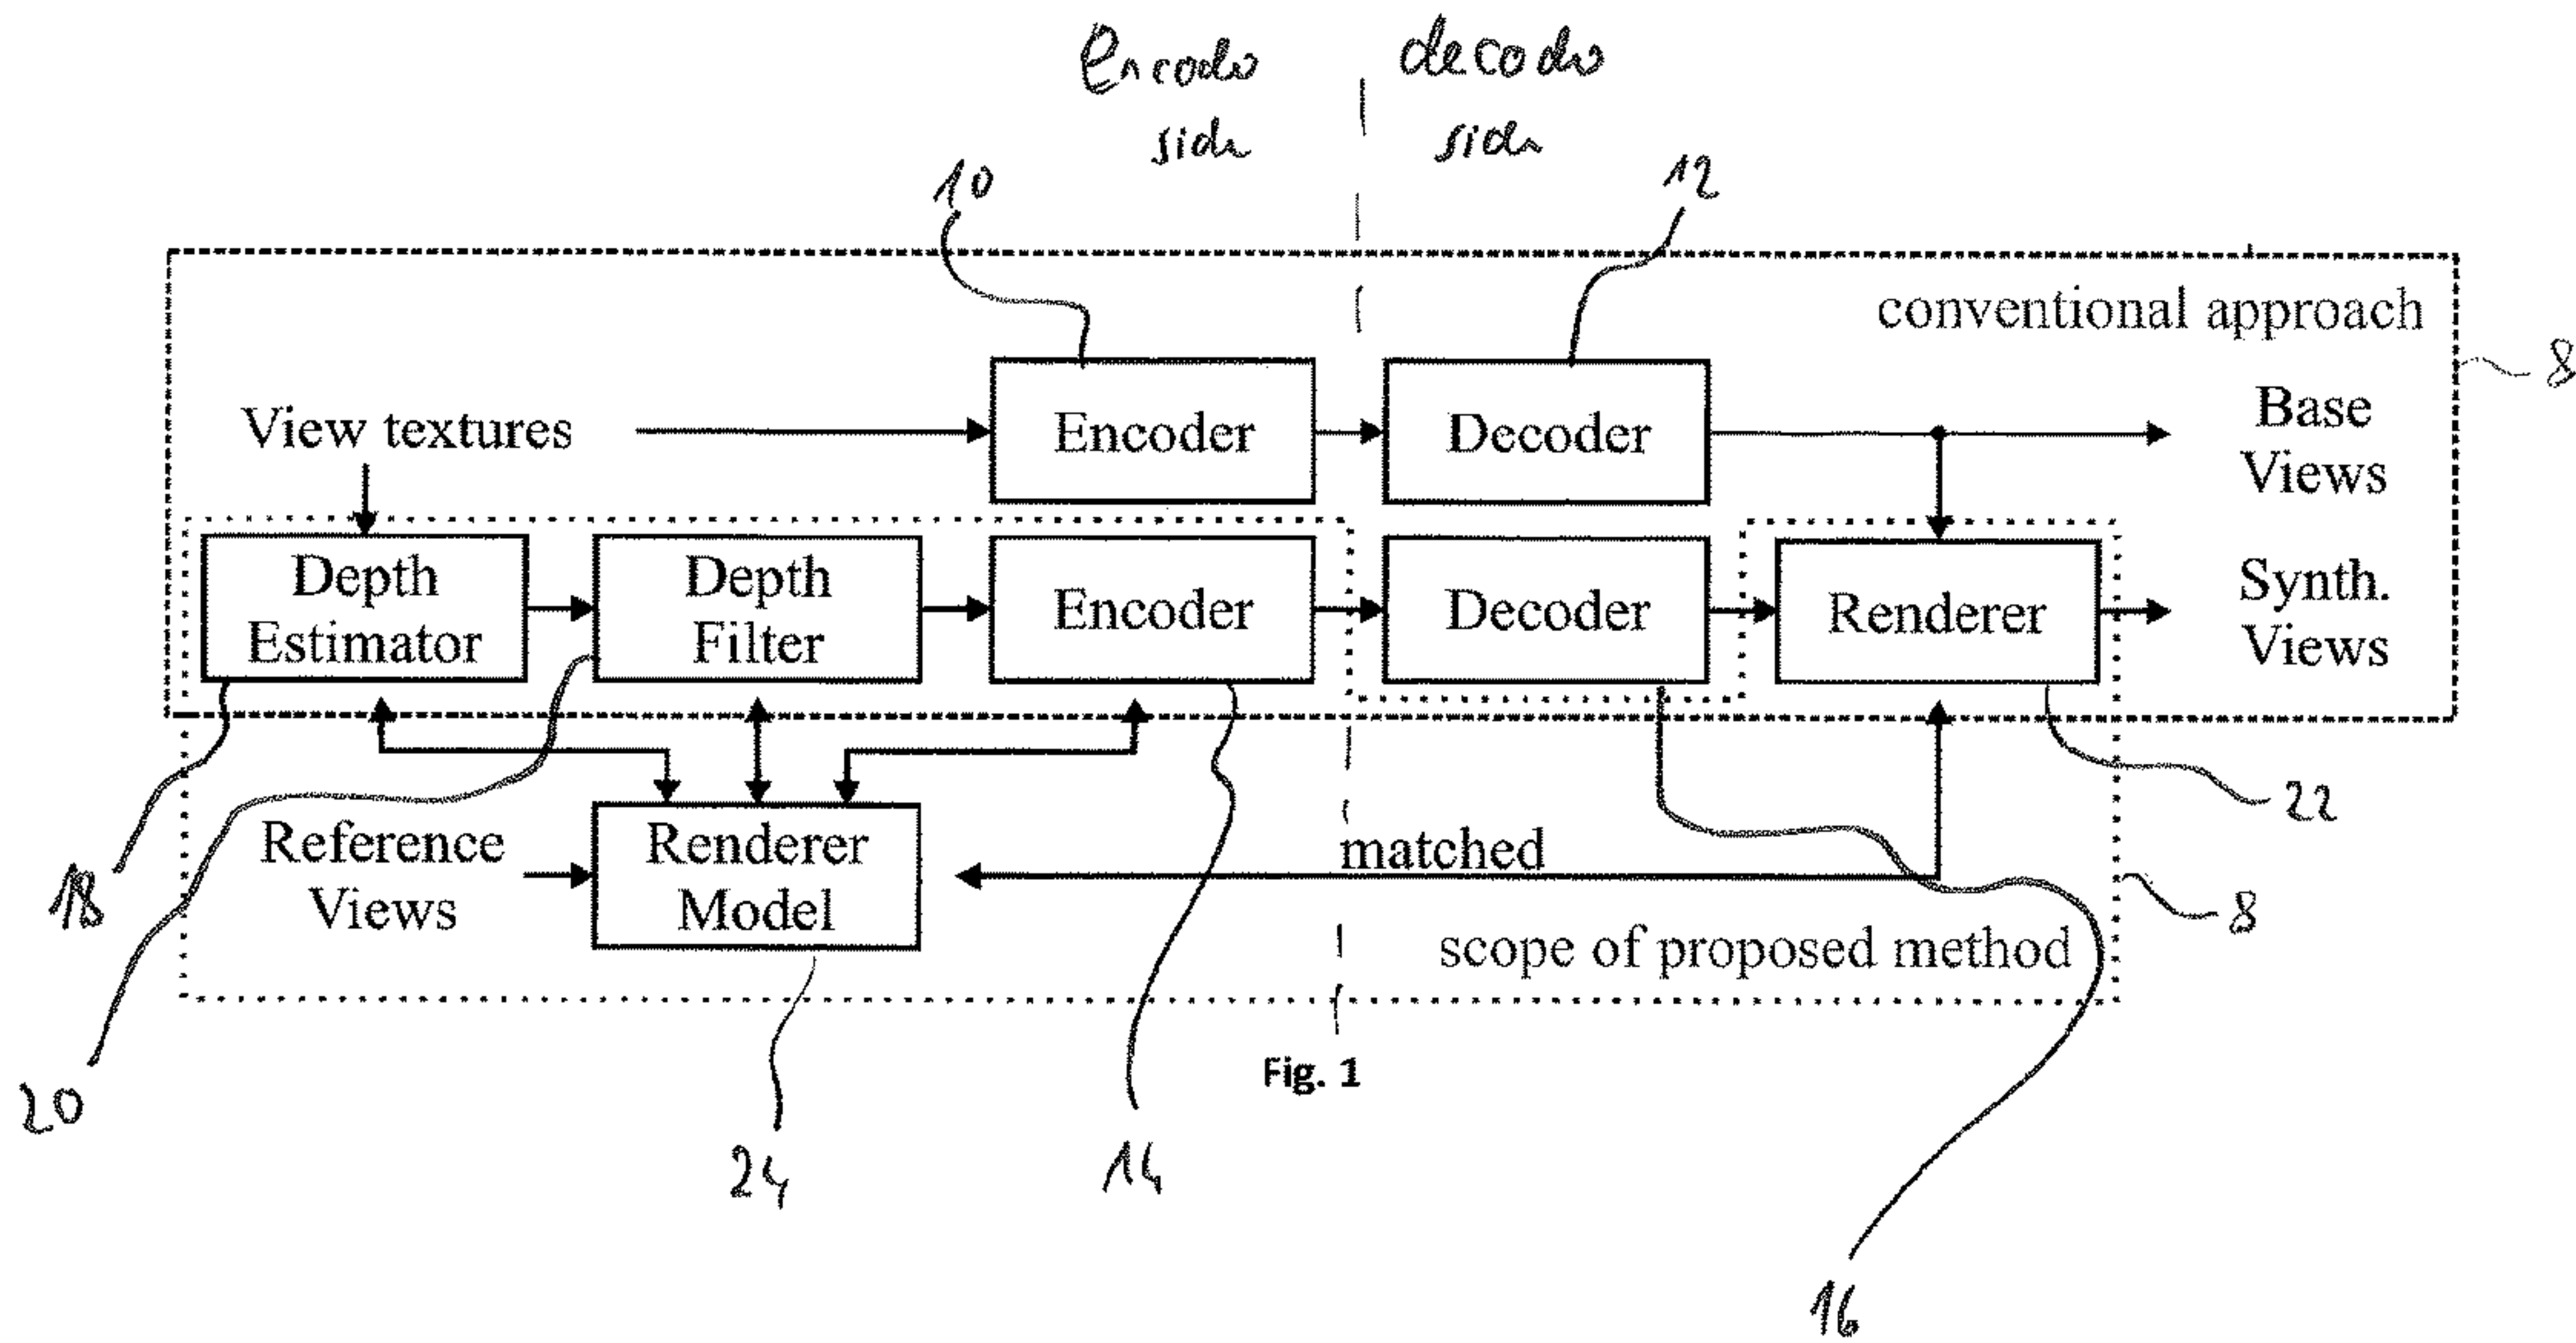 Encoder decoder
side side
10 12
conventional approach
8
View textures
Encoder
Decoder
Base
Views
Depth
Estimator
Depth
Filter
Encoder
Decoder
Renderer
Synth.
Views
22
Reference
Views
Renderer
Model
matched
18
8
scope of proposed method
Fig. 1
20
24
14
16